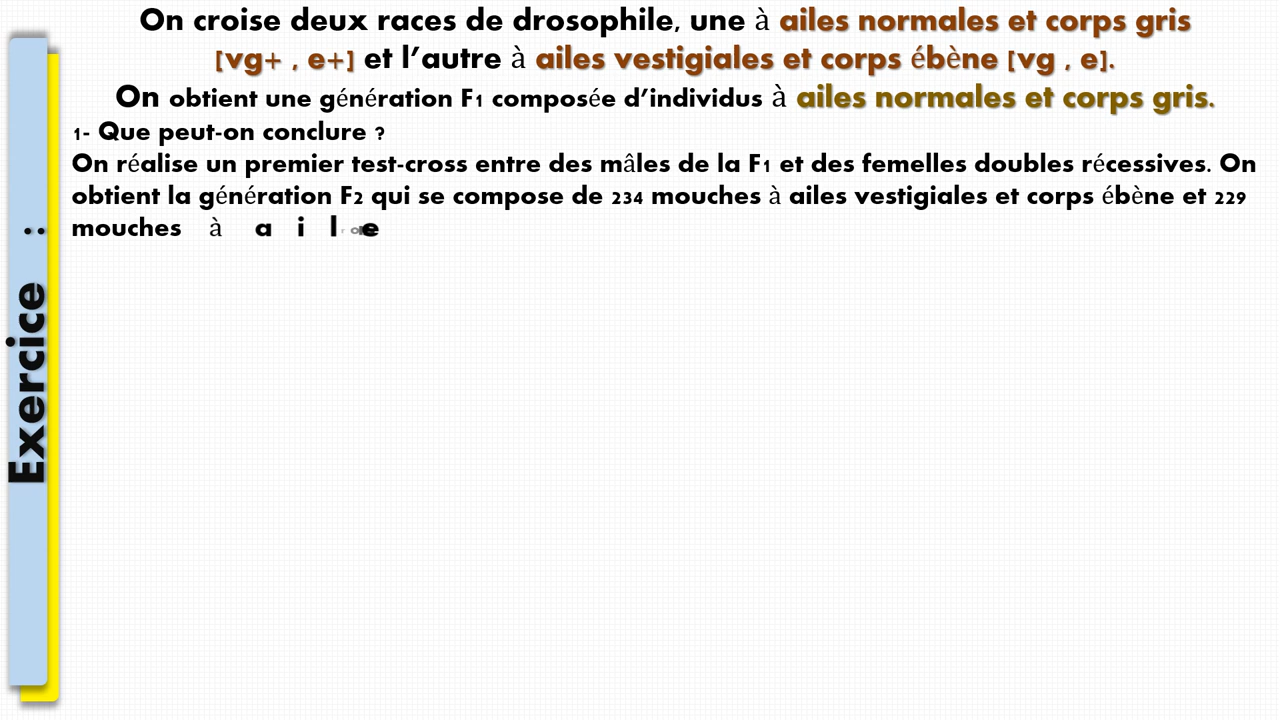 On croise deux races de drosophile, une à ailes normales et corps gris
[vg+ , e+] et l’autre à ailes vestigiales et corps ébène [vg , e].
On obtient une génération F1 composée d’individus à ailes normales et corps gris.
1- Que peut-on conclure ?
On réalise un premier test-cross entre des mâles de la F1 et des femelles doubles récessives. On
obtient la génération F2 qui se compose de 234 mouches à ailes vestigiales et corps ébène et 229
mouches à
Exercice :